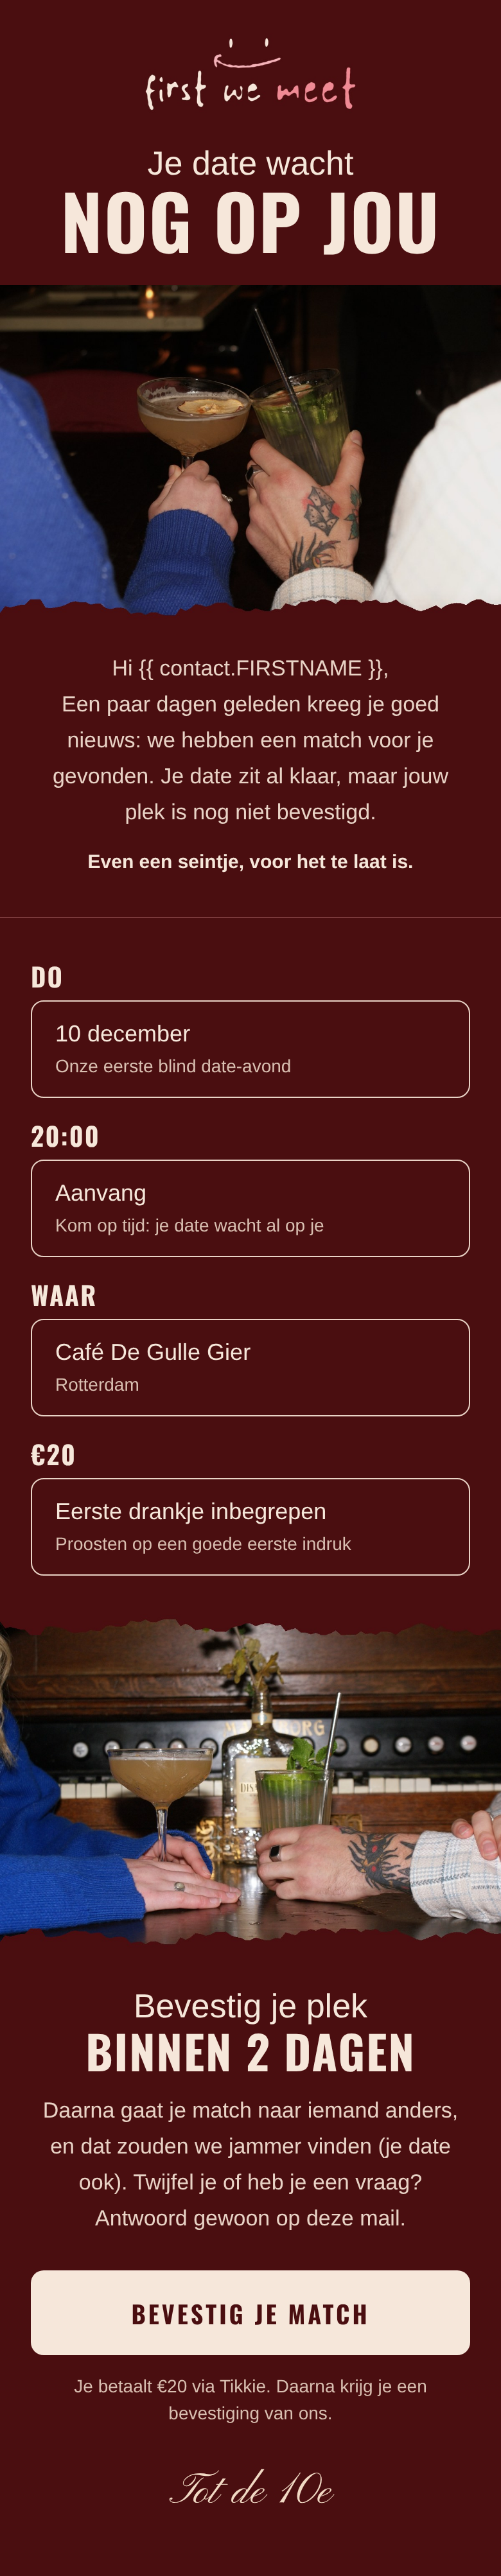 first we meet
Je date wacht
NOG OP JOU
Hi {{ contact.FIRSTNAME }},
Een paar dagen geleden kreeg je goed
nieuws: we hebben een match voor je
gevonden. Je date zit al klaar, maar jouw
plek is nog niet bevestigd.
Even een seintje, voor het te laat is.
DO
10 december
Onze eerste blind date-avond
20:00
Aanvang
Kom op tijd: je date wacht al op je
WAAR
Café De Gulle Gier
Rotterdam
€20
Eerste drankje inbegrepen
Proosten op een goede eerste indruk
Bevestig je plek
BINNEN 2 DAGEN
Daarna gaat je match naar iemand anders,
en dat zouden we jammer vinden (je date
ook). Twijfel je of heb je een vraag?
Antwoord gewoon op deze mail.
BEVESTIG JE MATCH
Je betaalt €20 via Tikkie. Daarna krijg je een
bevestiging van ons.
Tot de 10e